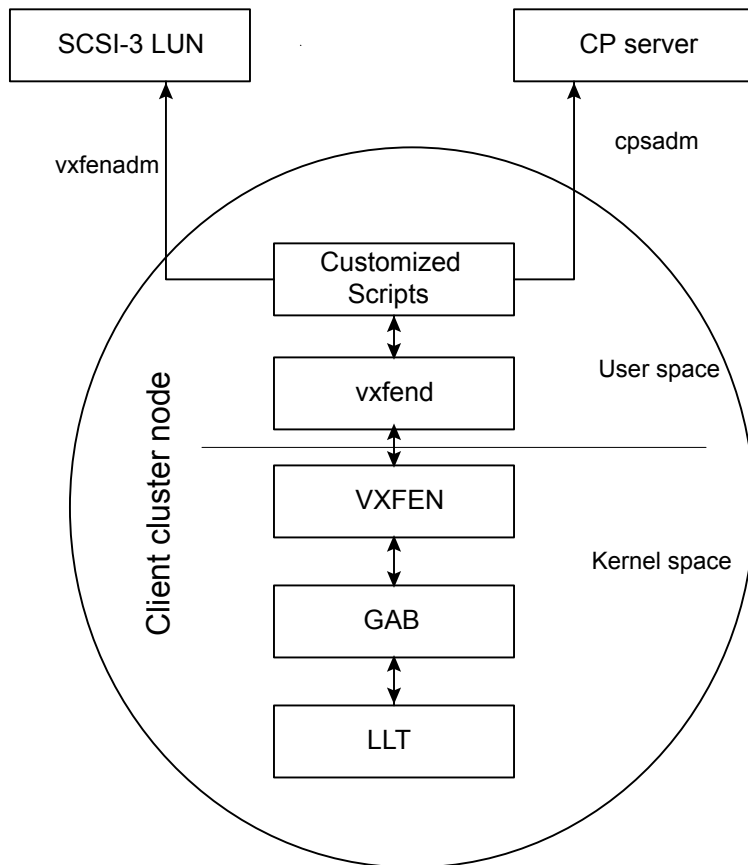 SCSI-3 LUN
CP server
vxfenadm
cpsadm
Customized
Scripts
User space
vxfend
Client cluster node
VXFEN
Kernel space
GAB
LLT